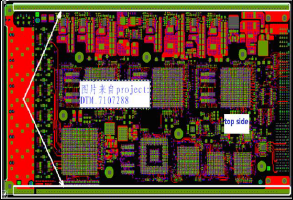 图片来自project:
DTM.7107288
top side